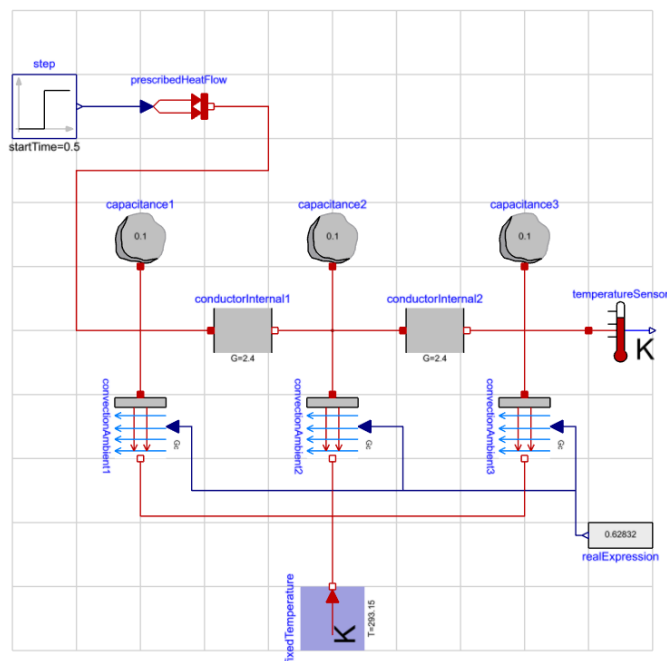 step
prescribedHeatFlow
startTime=0.5
capacitance1
capacitance2
capacitance3
0.1
0.1
0.1
conductorInternal1
conductorInternal2
temperatureSensor
G=2.4
G=2.4
K
convectionAmbient1
Gc
convectionAmbient2
Gc
convectionAmbient3
Gc
0.62832
realExpression
fixedTemperature
K
T=293.15